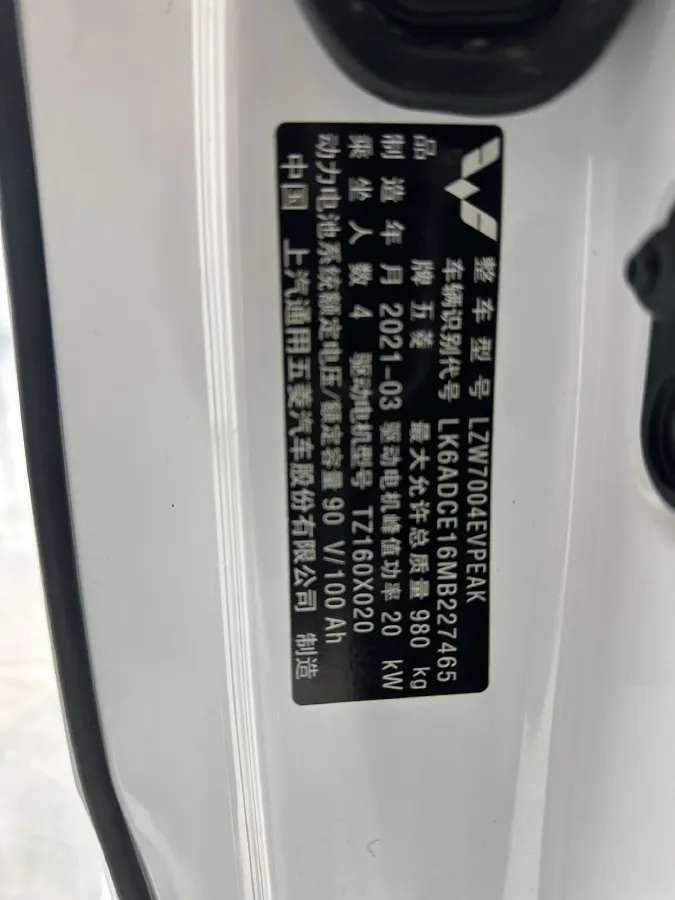 整车型号 LZW7004EVPEAK
车辆识别代号 LK6ADCE16MB227465
品牌 五菱 最大允许总质量 980 kg
制造年月 2021-03 驱动电机峰值功率 20 kW
乘坐人数 4 驱动电机型号 TZ160X020
动力电池系统额定电压/额定容量 90 V/100 Ah
中国 上汽通用五菱汽车股份有限公司 制造